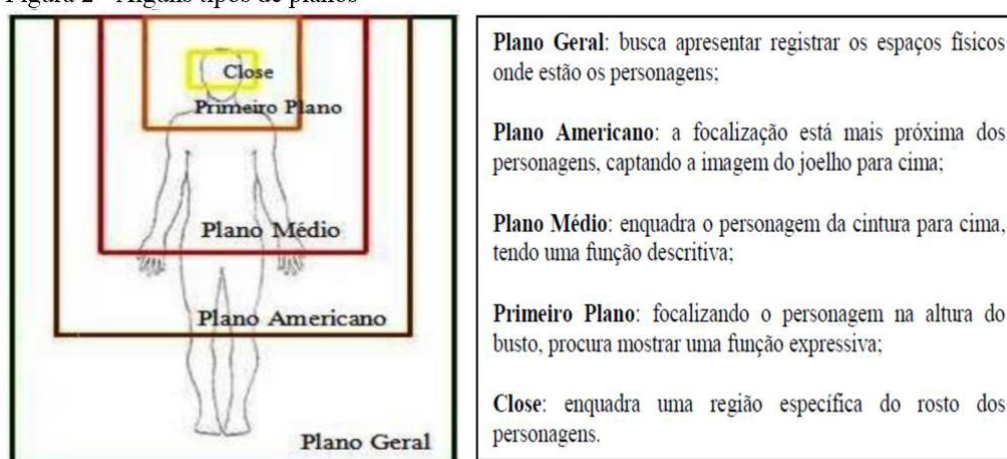 Figura 2 - Alguns tipos de planos
Close
Primeiro Plano
Plano Médio
Plano Americano
Plano Geral
Plano Geral: busca apresentar registrar os espaços físicos
onde estão os personagens;
Plano Americano: a focalização está mais próxima dos
personagens, captando a imagem do joelho para cima;
Plano Médio: enquadra o personagem da cintura para cima,
tendo uma função descritiva;
Primeiro Plano: focalizando o personagem na altura do
busto, procura mostrar uma função expressiva;
Close: enquadra uma região específica do rosto dos
personagens.